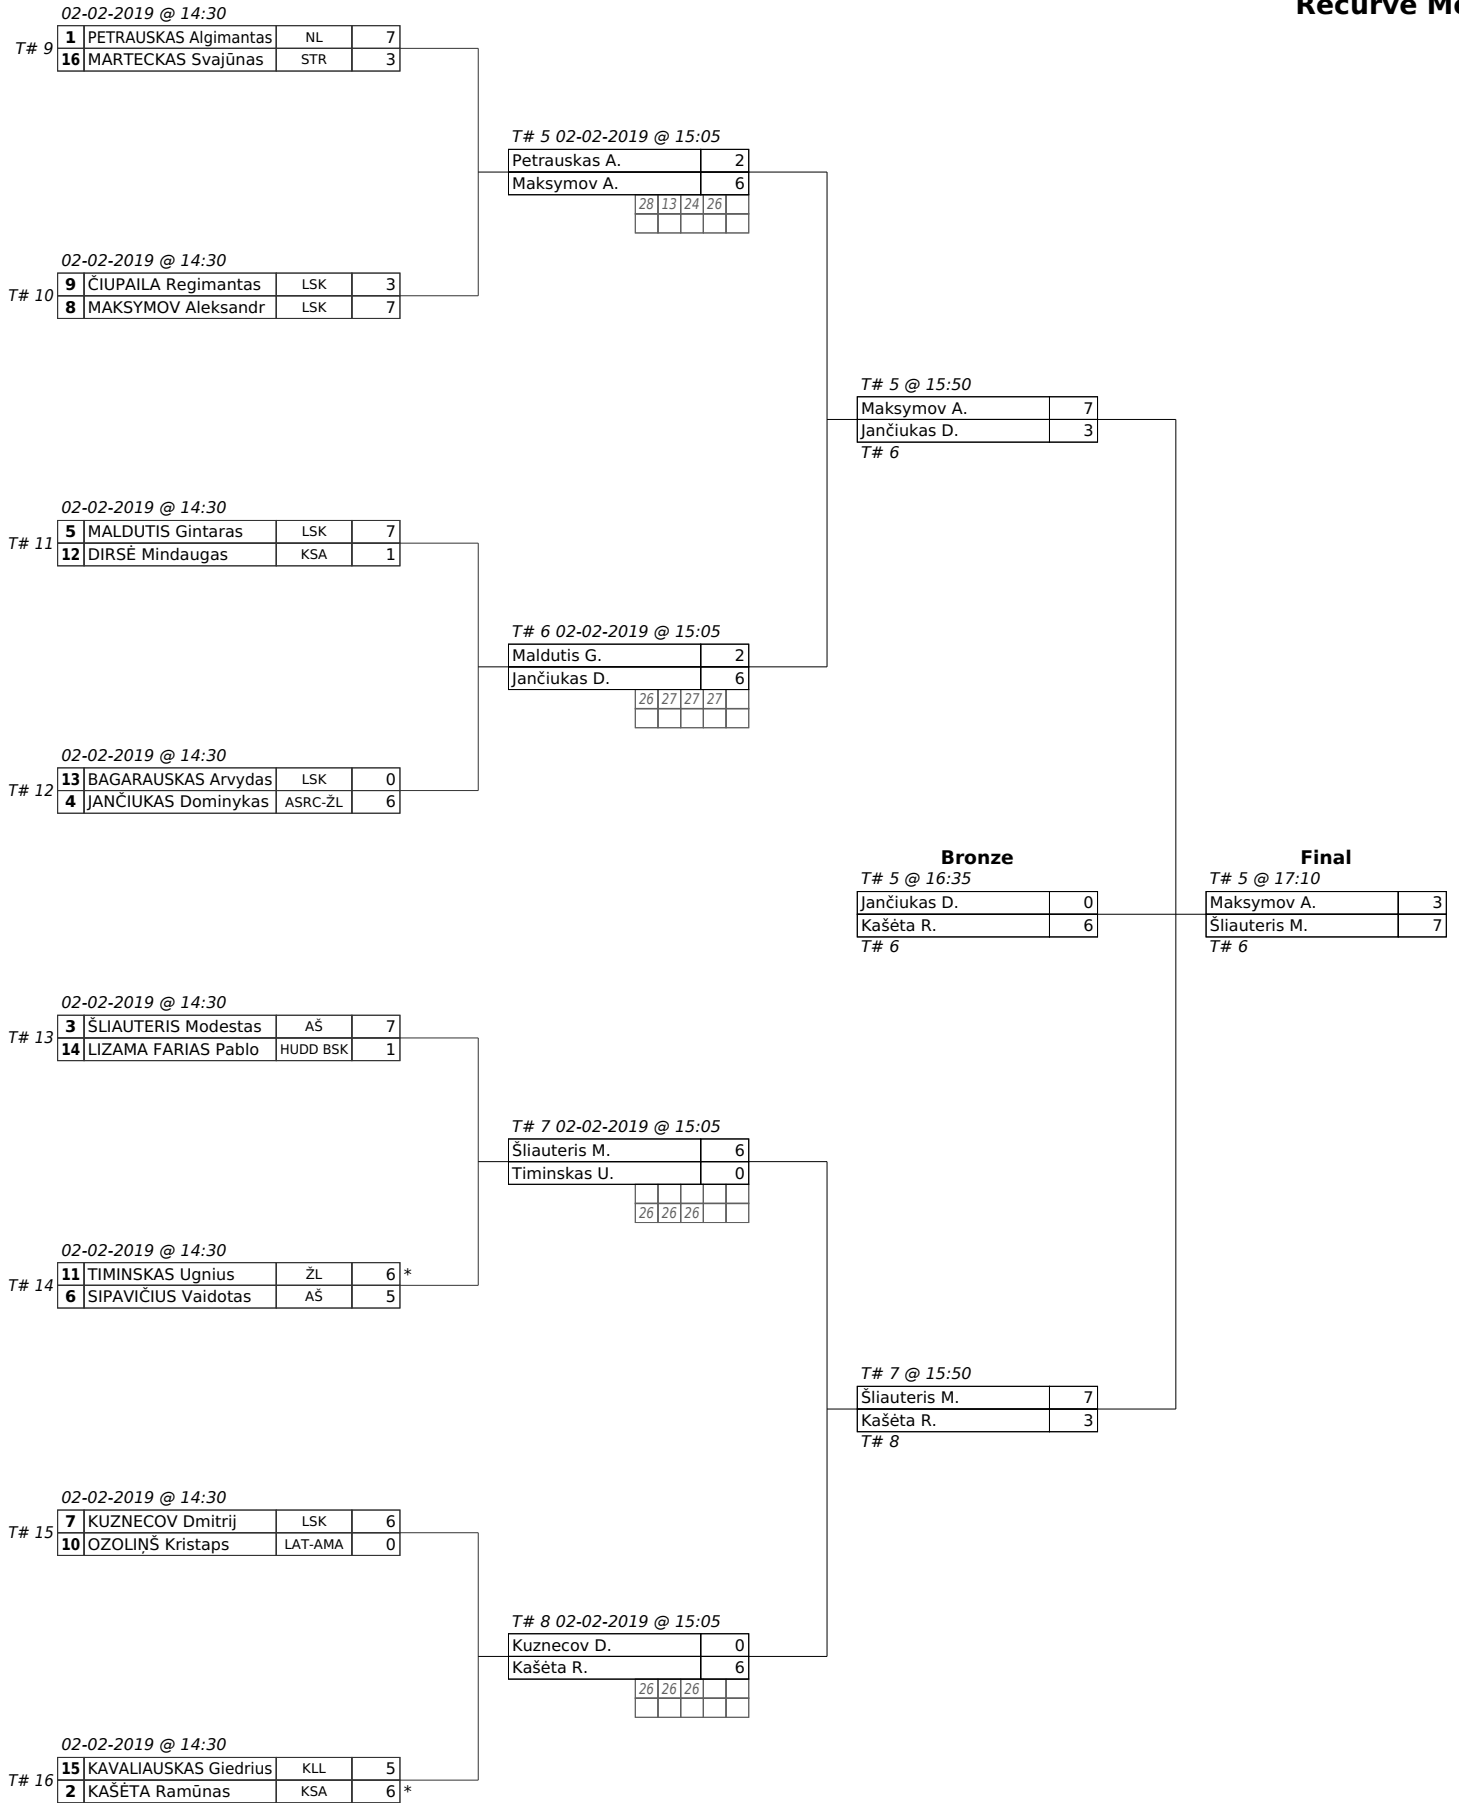 Recurve Me
02-02-2019 @ 14:30
T# 9
1 PETRAUSKAS Algimantas NL 7
16 MARTECKAS Svajūnas STR 3
T# 5 02-02-2019 @ 15:05
Petrauskas A. 2
Maksymov A. 6
28 13 24 26
02-02-2019 @ 14:30
T# 10
9 ČIUPAILA Regimantas LSK 3
8 MAKSYMOV Aleksandr LSK 7
T# 5 @ 15:50
Maksymov A. 7
Jančiukas D. 3
T# 6
02-02-2019 @ 14:30
T# 11
5 MALDUTIS Gintaras LSK 7
12 DIRSĖ Mindaugas KSA 1
T# 6 02-02-2019 @ 15:05
Maldutis G. 2
Jančiukas D. 6
26 27 27 27
02-02-2019 @ 14:30
T# 12
13 BAGARAUSKAS Arvydas LSK 0
4 JANČIUKAS Dominykas ASRC-ŽL 6
Bronze
T# 5 @ 16:35
Jančiukas D. 0
Kašėta R. 6
T# 6
Final
T# 5 @ 17:10
Maksymov A. 3
Šliauteris M. 7
T# 6
02-02-2019 @ 14:30
T# 13
3 ŠLIAUTERIS Modestas AŠ 7
14 LIZAMA FARIAS Pablo HUDD BSK 1
T# 7 02-02-2019 @ 15:05
Šliauteris M. 6
Timinskas U. 0
26 26 26
02-02-2019 @ 14:30
T# 14
11 TIMINSKAS Ugnius ŽL 6 *
6 SIPAVIČIUS Vaidotas AŠ 5
T# 7 @ 15:50
Šliauteris M. 7
Kašėta R. 3
T# 8
02-02-2019 @ 14:30
T# 15
7 KUZNECOV Dmitrij LSK 6
10 OZOLIŅŠ Kristaps LAT-AMA 0
T# 8 02-02-2019 @ 15:05
Kuznecov D. 0
Kašėta R. 6
26 26 26
02-02-2019 @ 14:30
T# 16
15 KAVALIAUSKAS Giedrius KLL 5
2 KAŠĖTA Ramūnas KSA 6 *